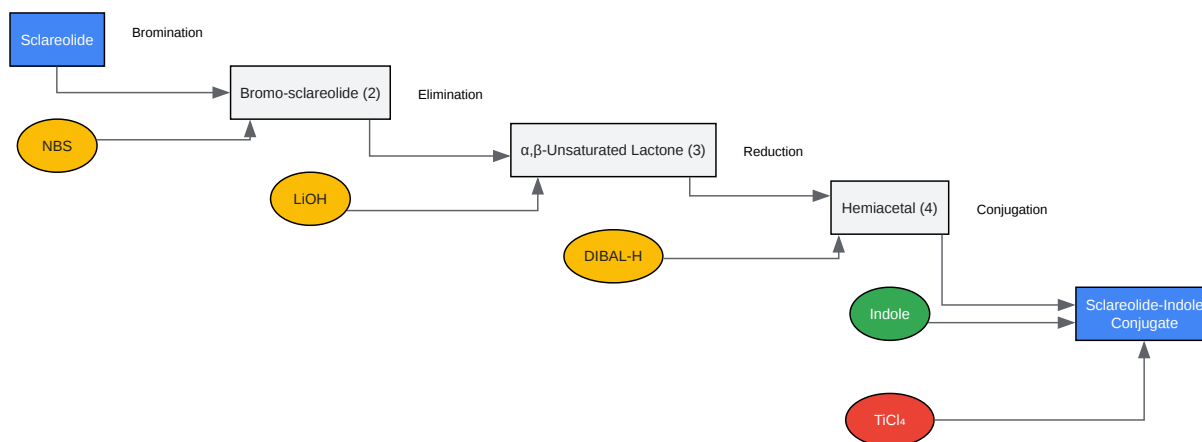 Sclareolide
Bromination
Bromo-sclareolide (2)
Elimination
NBS
α,β-Unsaturated Lactone (3)
Reduction
LiOH
Hemiacetal (4)
Conjugation
DIBAL-H
Indole
Sclareolide-Indole
Conjugate
TiCl₄